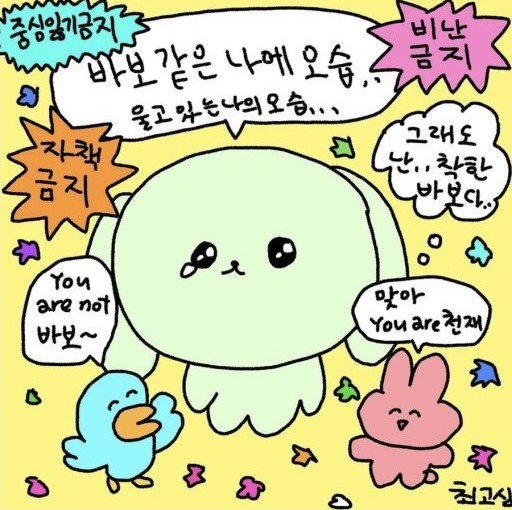 중심잃기금지
비난
금지
바보같은 나에 오습..
울고 있는나의 오습...
자책
금지
그래도
난.. 착한
바보다..
You
are not
바보~
맞아
You are 천재
최고심